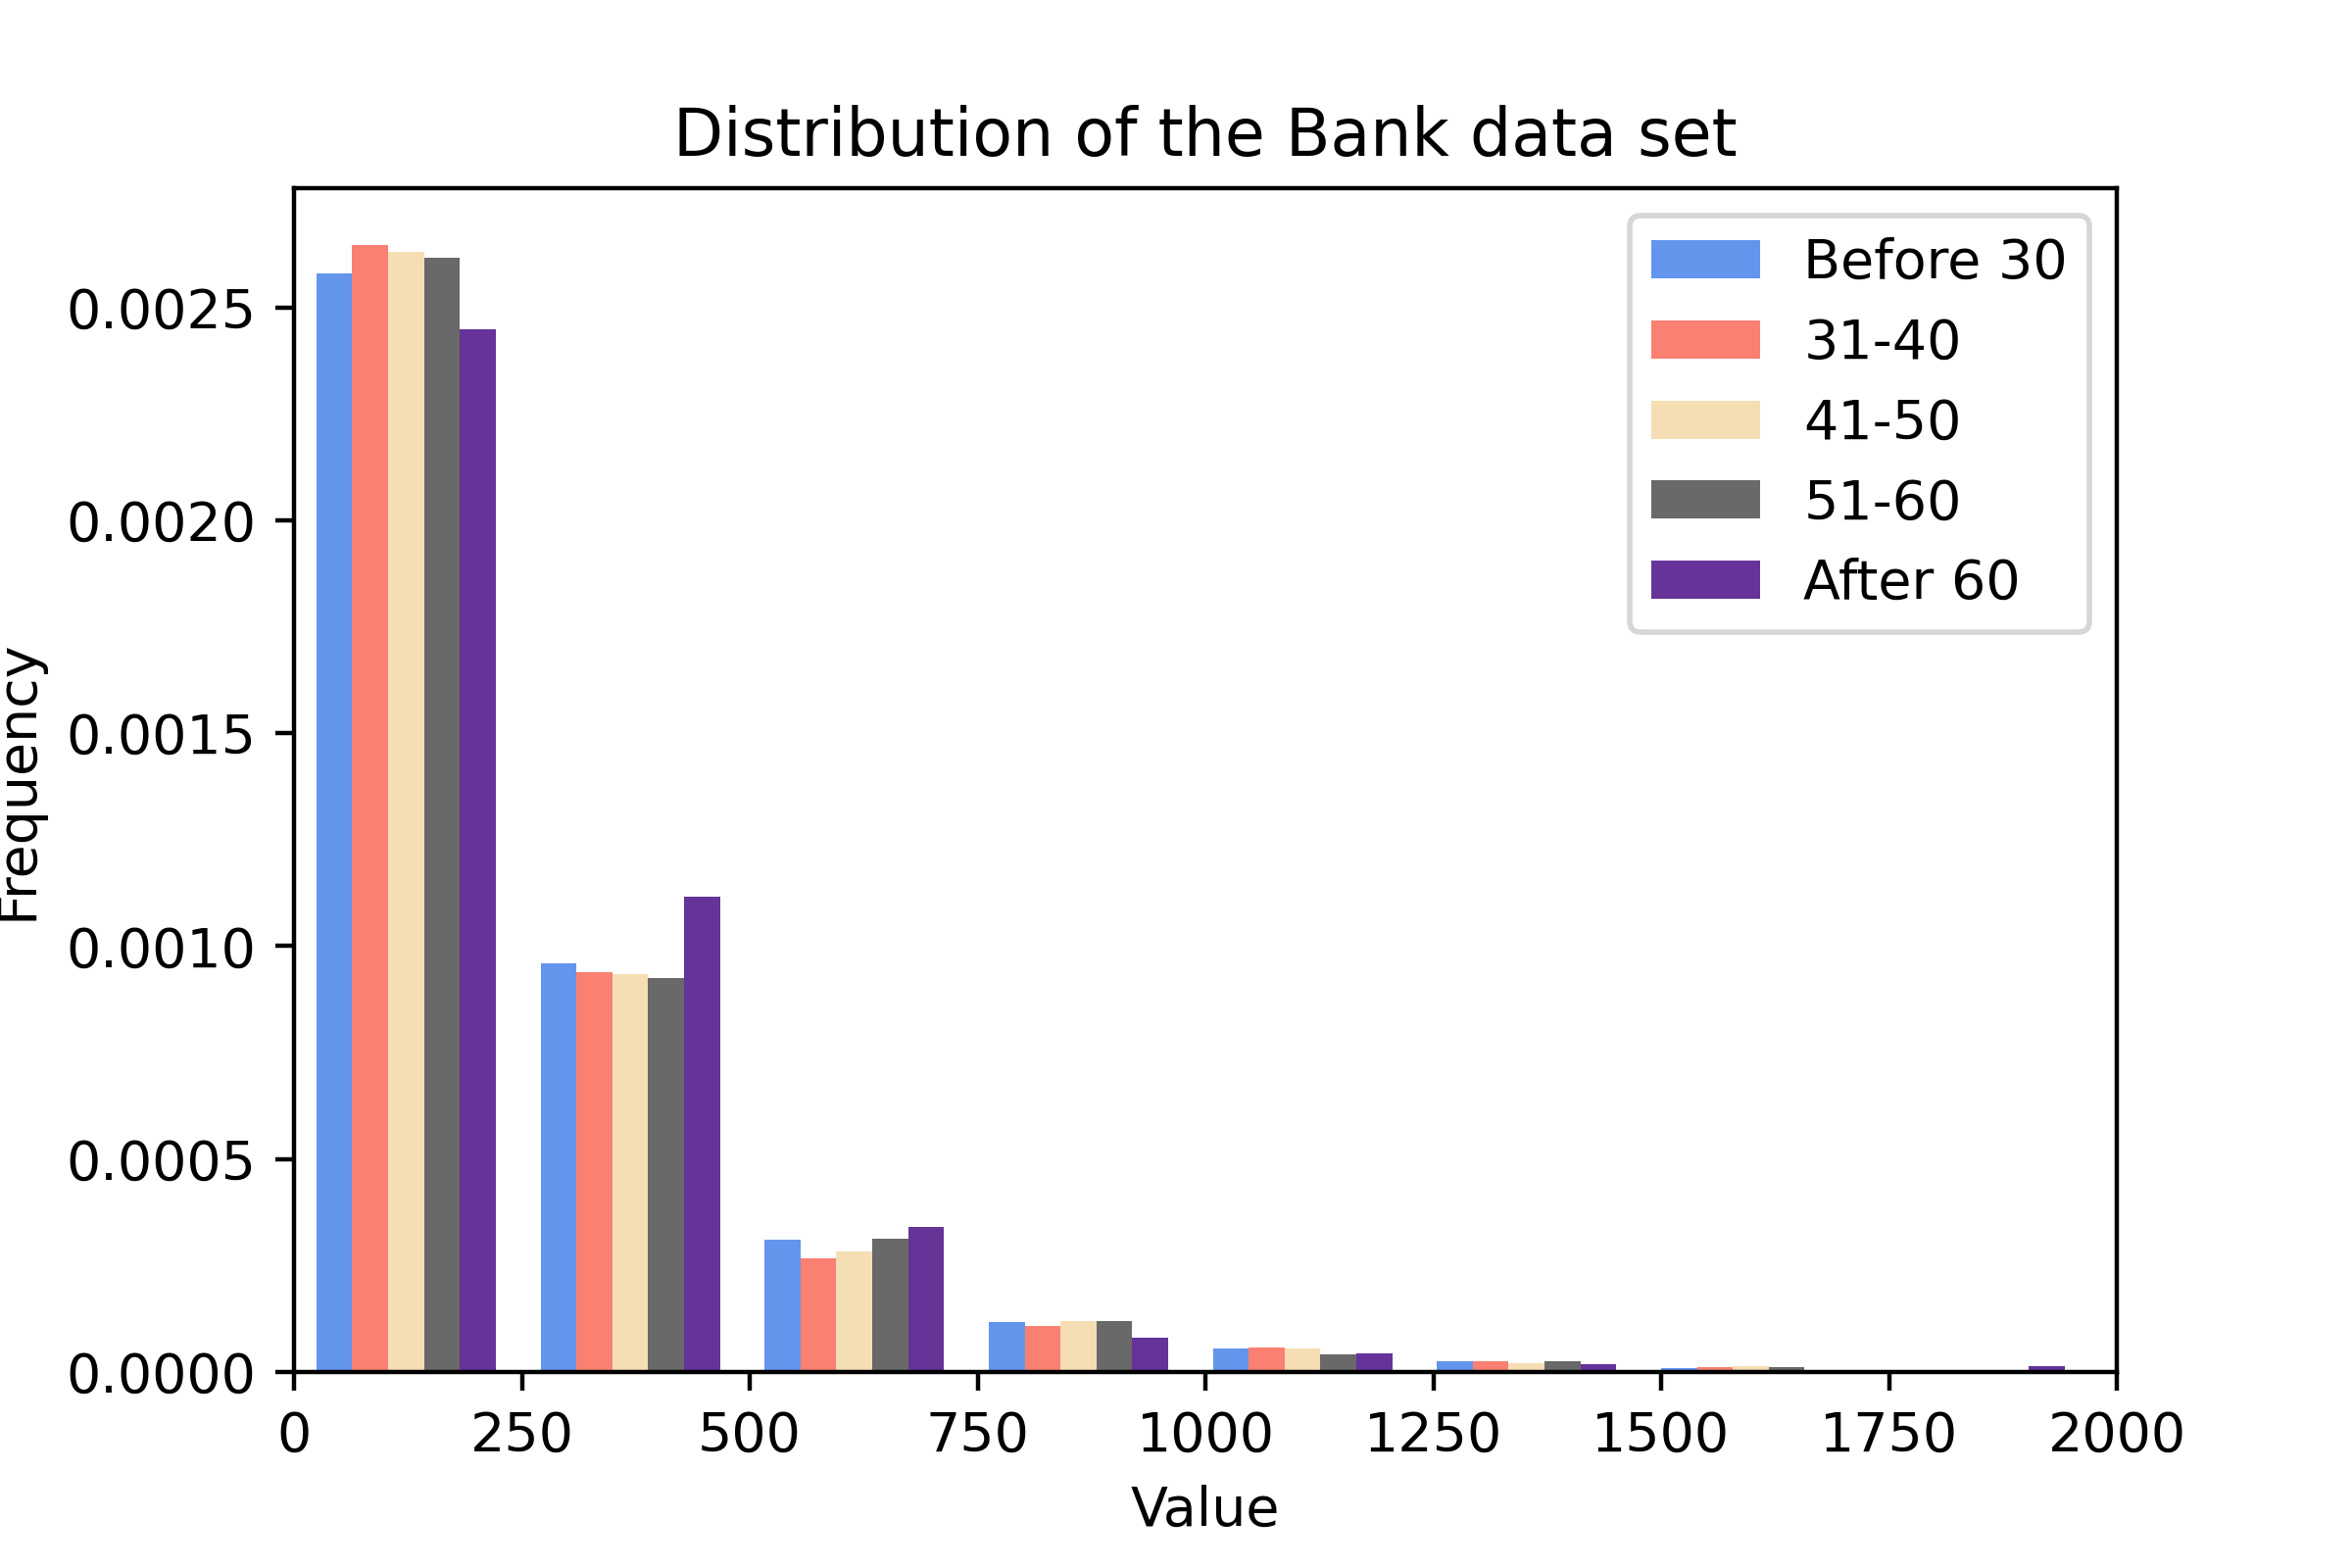 Distribution of the Bank data set
Before 30
31-40
41-50
51-60
After 60
Frequency
0.0025
0.0020
0.0015
0.0010
0.0005
0.0000
0 250 500 750 1000 1250 1500 1750 2000
Value